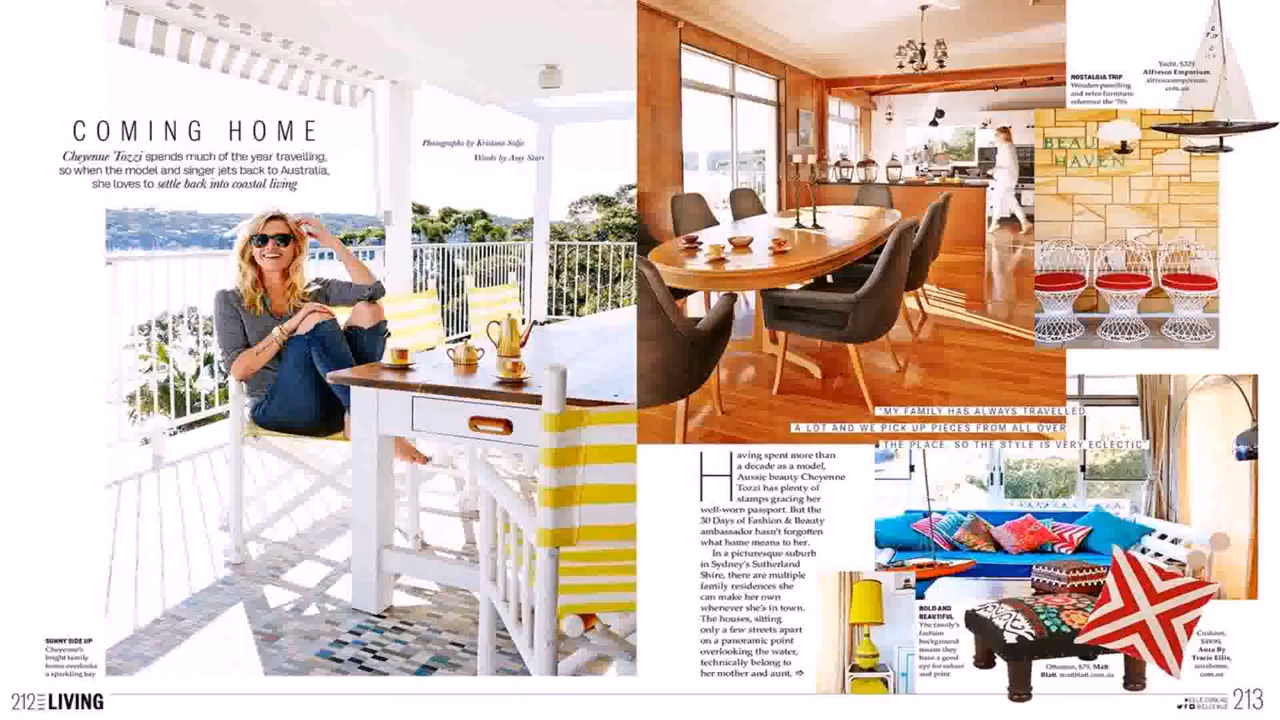 COMING HOME
Cheyenne Tozzi spends much of the year travelling,
so when the model and singer jets back to Australia,
she loves to settle back into coastal living
Photographs by
Words by Amy Starr
SUNNY SIDE UP
Cheyenne's
bright family
home overlooks
a sparkling bay
212 ELLE LIVING
NOSTALGIA TRIP
Wooden panelling
and retro furniture
reference the '70s
Yacht, $329,
Alfresco Emporium,
alfrescoemporium.
com.au
BEAU
HAVEN
"MY FAMILY HAS ALWAYS TRAVELLED
A LOT AND WE PICK UP PIECES FROM ALL OVER
THE PLACE, SO THE STYLE IS VERY ECLECTIC"
Having spent more than
a decade as a model,
Aussie beauty Cheyenne
Tozzi has plenty of
stamps gracing her
well-worn passport. But the
30 Days of Fashion & Beauty
ambassador hasn't forgotten
what home means to her.
In a picturesque suburb
in Sydney's Sutherland
Shire, there are multiple
family residences she
can make her own
whenever she's in town.
The houses, sitting
only a few streets apart
on a panoramic point
overlooking the water,
technically belong to
her mother and aunt.
BOLD AND
BEAUTIFUL
The family's
fashion
background
means they
have a good
eye for colour
and print
Ottoman, $79, Matt
Blatt, mattblatt.com.au
Cushion,
Aura By
Tracie Ellis,
com.au
213